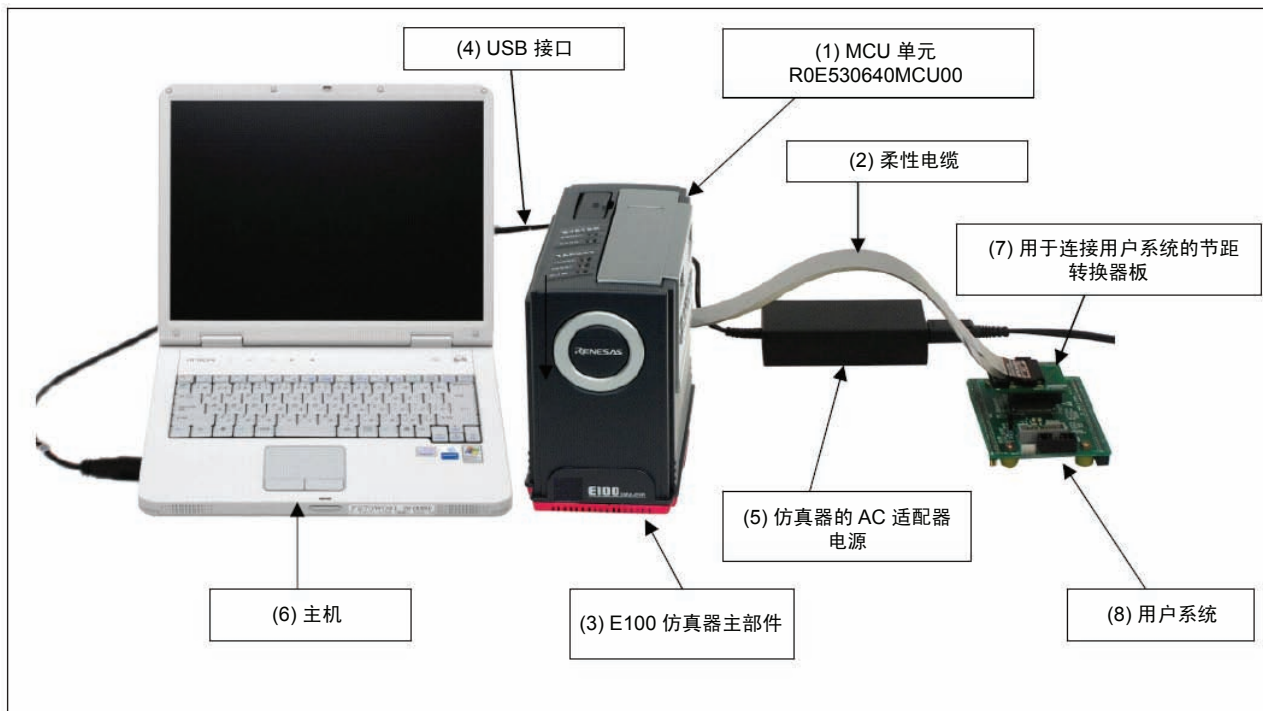 (4) USB 接口
(1) MCU 单元
R0E530640MCU00
(2) 柔性电缆
(7) 用于连接用户系统的节距
转换器板
RENESAS
E100
(5) 仿真器的 AC 适配器
电源
(6) 主机
(3) E100 仿真器主部件
(8) 用户系统